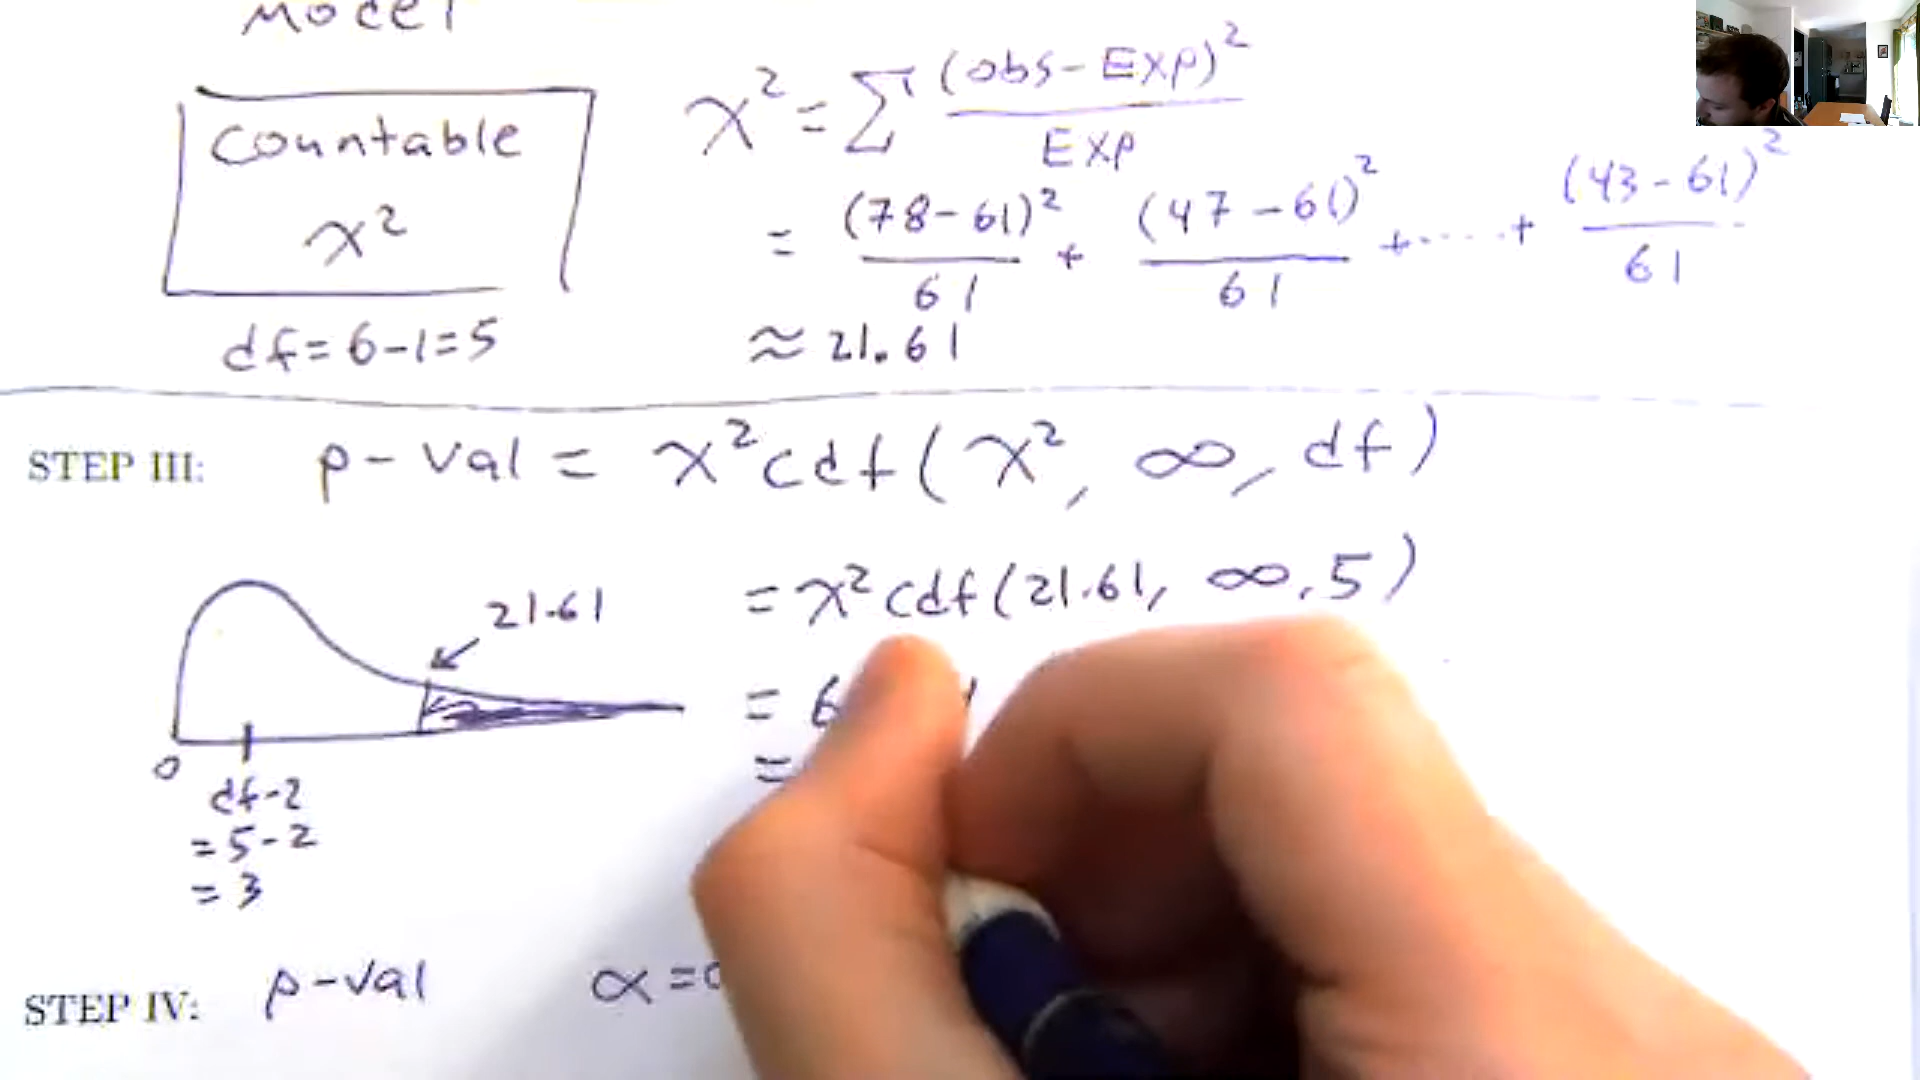 Model
countable
χ²
df = 6-1 = 5
χ² = Σ (obs - Exp)² / Exp
= (78-61)² / 61 + (47-61)² / 61 + ..... + (43-61)² / 61
≈ 21.61
STEP III: p-val = χ²cdf(χ², ∞, df)
= χ²cdf(21.61, ∞, 5)
21.61
= 6
=
0
df-2
= 5-2
= 3
STEP IV: p-val α =